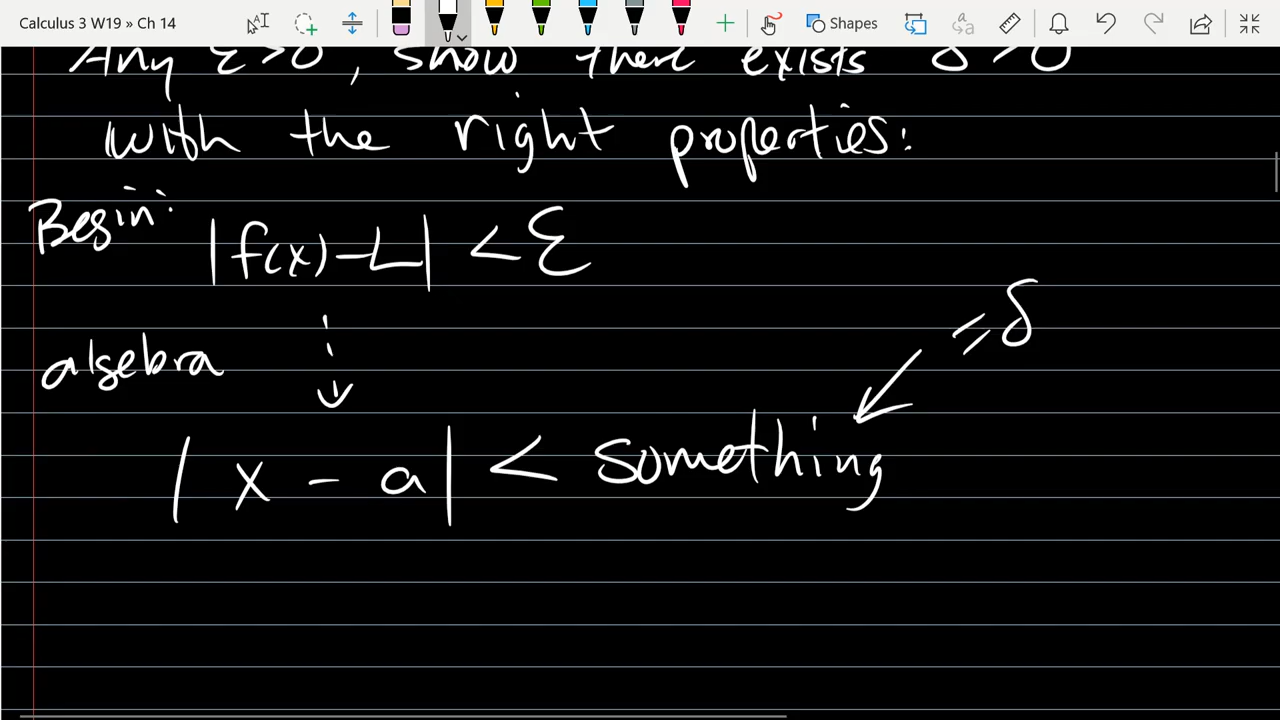 Calculus 3 W19 » Ch 14
Shapes
Any ε > 0, show there exists δ > 0
with the right properties:
Begin: |f(x) - L| < ε
= δ
algebra
| x - a | < something